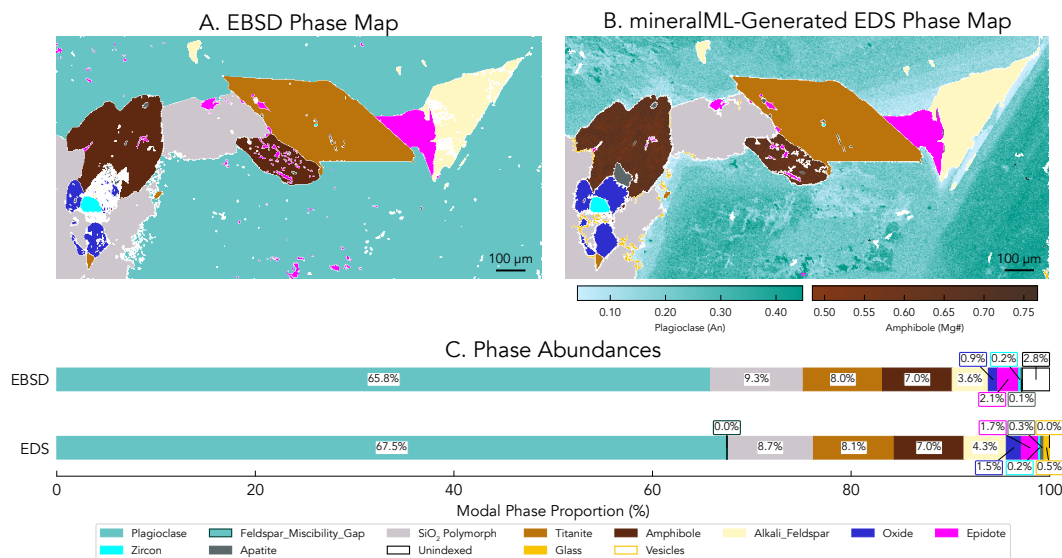 A. EBSD Phase Map
B. mineralML-Generated EDS Phase Map
100 µm
100 µm
0.10 0.20 0.30 0.40
Plagioclase (An)
0.50 0.55 0.60 0.65 0.70 0.75
Amphibole (Mg#)
C. Phase Abundances
0.9% 0.2% 2.8%
EBSD 65.8% 9.3% 8.0% 7.0% 3.6%
2.1% 0.1%
0.0% 1.7% 0.3% 0.0%
EDS 67.5% 8.7% 8.1% 7.0% 4.3%
1.5% 0.2% 0.5%
0 20 40 60 80 100
Modal Phase Proportion (%)
Plagioclase Feldspar_Miscibility_Gap SiO₂ Polymorph Titanite Amphibole Alkali_Feldspar Oxide Epidote
Zircon Apatite Unindexed Glass Vesicles